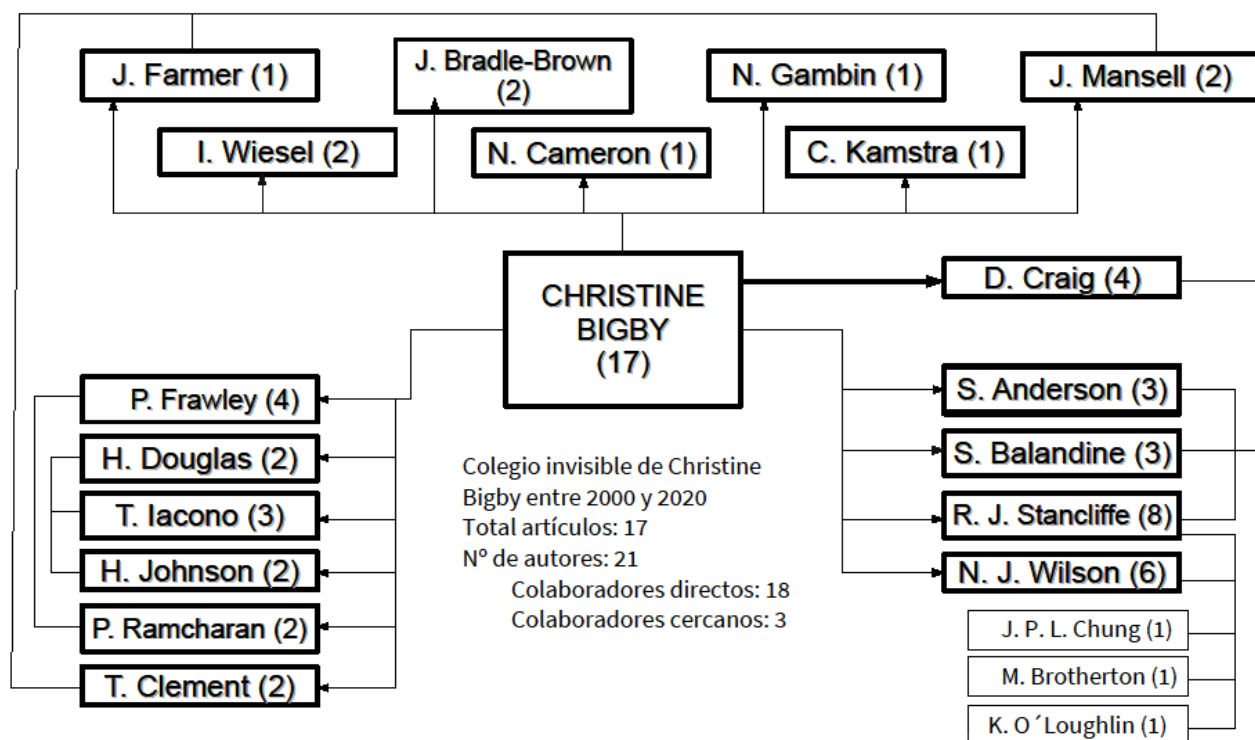 J. Farmer (1)
J. Bradle-Brown
(2)
N. Gambin (1)
J. Mansell (2)
I. Wiesel (2)
N. Cameron (1)
C. Kamstra (1)
CHRISTINE
BIGBY
(17)
D. Craig (4)
P. Frawley (4)
H. Douglas (2)
T. Iacono (3)
H. Johnson (2)
P. Ramcharan (2)
T. Clement (2)
Colegio invisible de Christine
Bigby entre 2000 y 2020
Total artículos: 17
Nº de autores: 21
Colaboradores directos: 18
Colaboradores cercanos: 3
S. Anderson (3)
S. Balandine (3)
R. J. Stancliffe (8)
N. J. Wilson (6)
J. P. L. Chung (1)
M. Brotherton (1)
K. O´Loughlin (1)